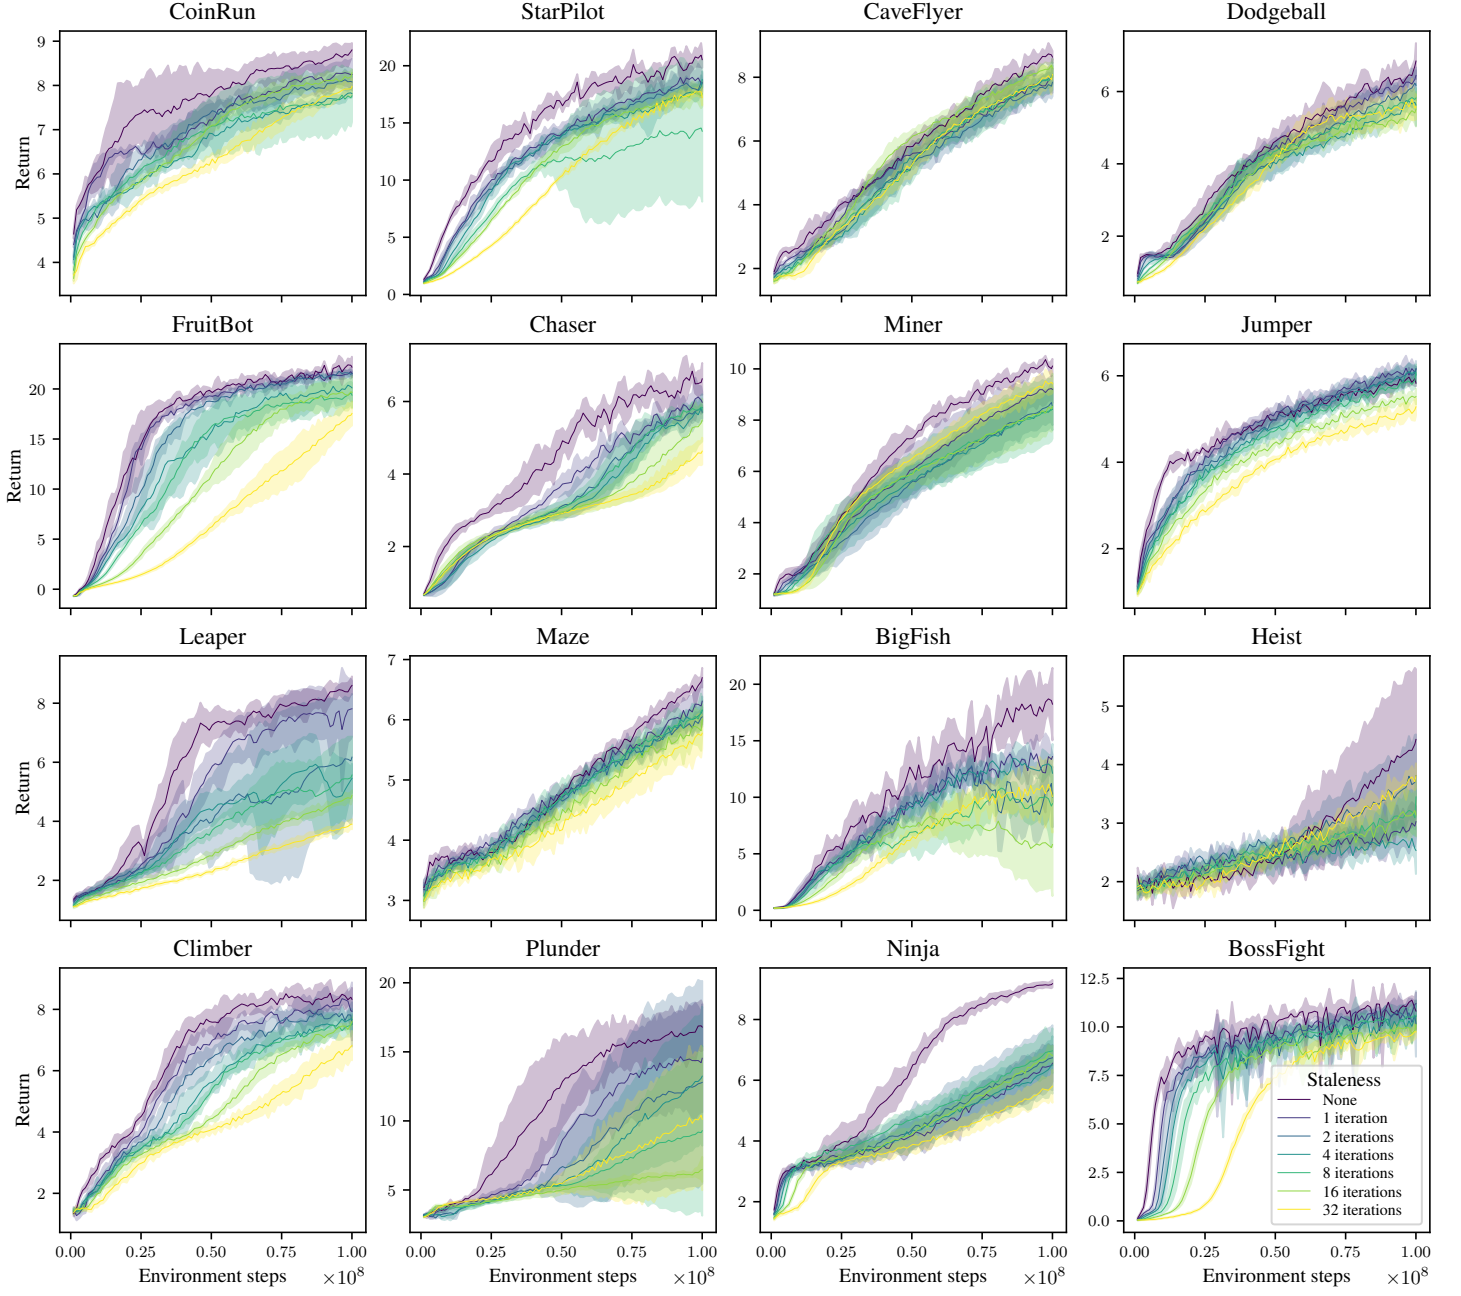 CoinRun
StarPilot
CaveFlyer
Dodgeball
9
8
7
6
5
4
Return
20
15
10
5
0
8
6
4
2
6
4
2
FruitBot
Chaser
Miner
Jumper
20
15
10
5
0
Return
6
4
2
10
8
6
4
2
6
4
2
Leaper
Maze
BigFish
Heist
8
6
4
2
Return
7
6
5
4
3
20
15
10
5
0
5
4
3
2
Climber
Plunder
Ninja
BossFight
8
6
4
2
Return
20
15
10
5
8
6
4
2
12.5
10.0
7.5
5.0
2.5
0.0
Staleness
None
1 iteration
2 iterations
4 iterations
8 iterations
16 iterations
32 iterations
0.00 0.25 0.50 0.75 1.00
0.00 0.25 0.50 0.75 1.00
0.00 0.25 0.50 0.75 1.00
0.00 0.25 0.50 0.75 1.00
Environment steps ×10⁸
Environment steps ×10⁸
Environment steps ×10⁸
Environment steps ×10⁸